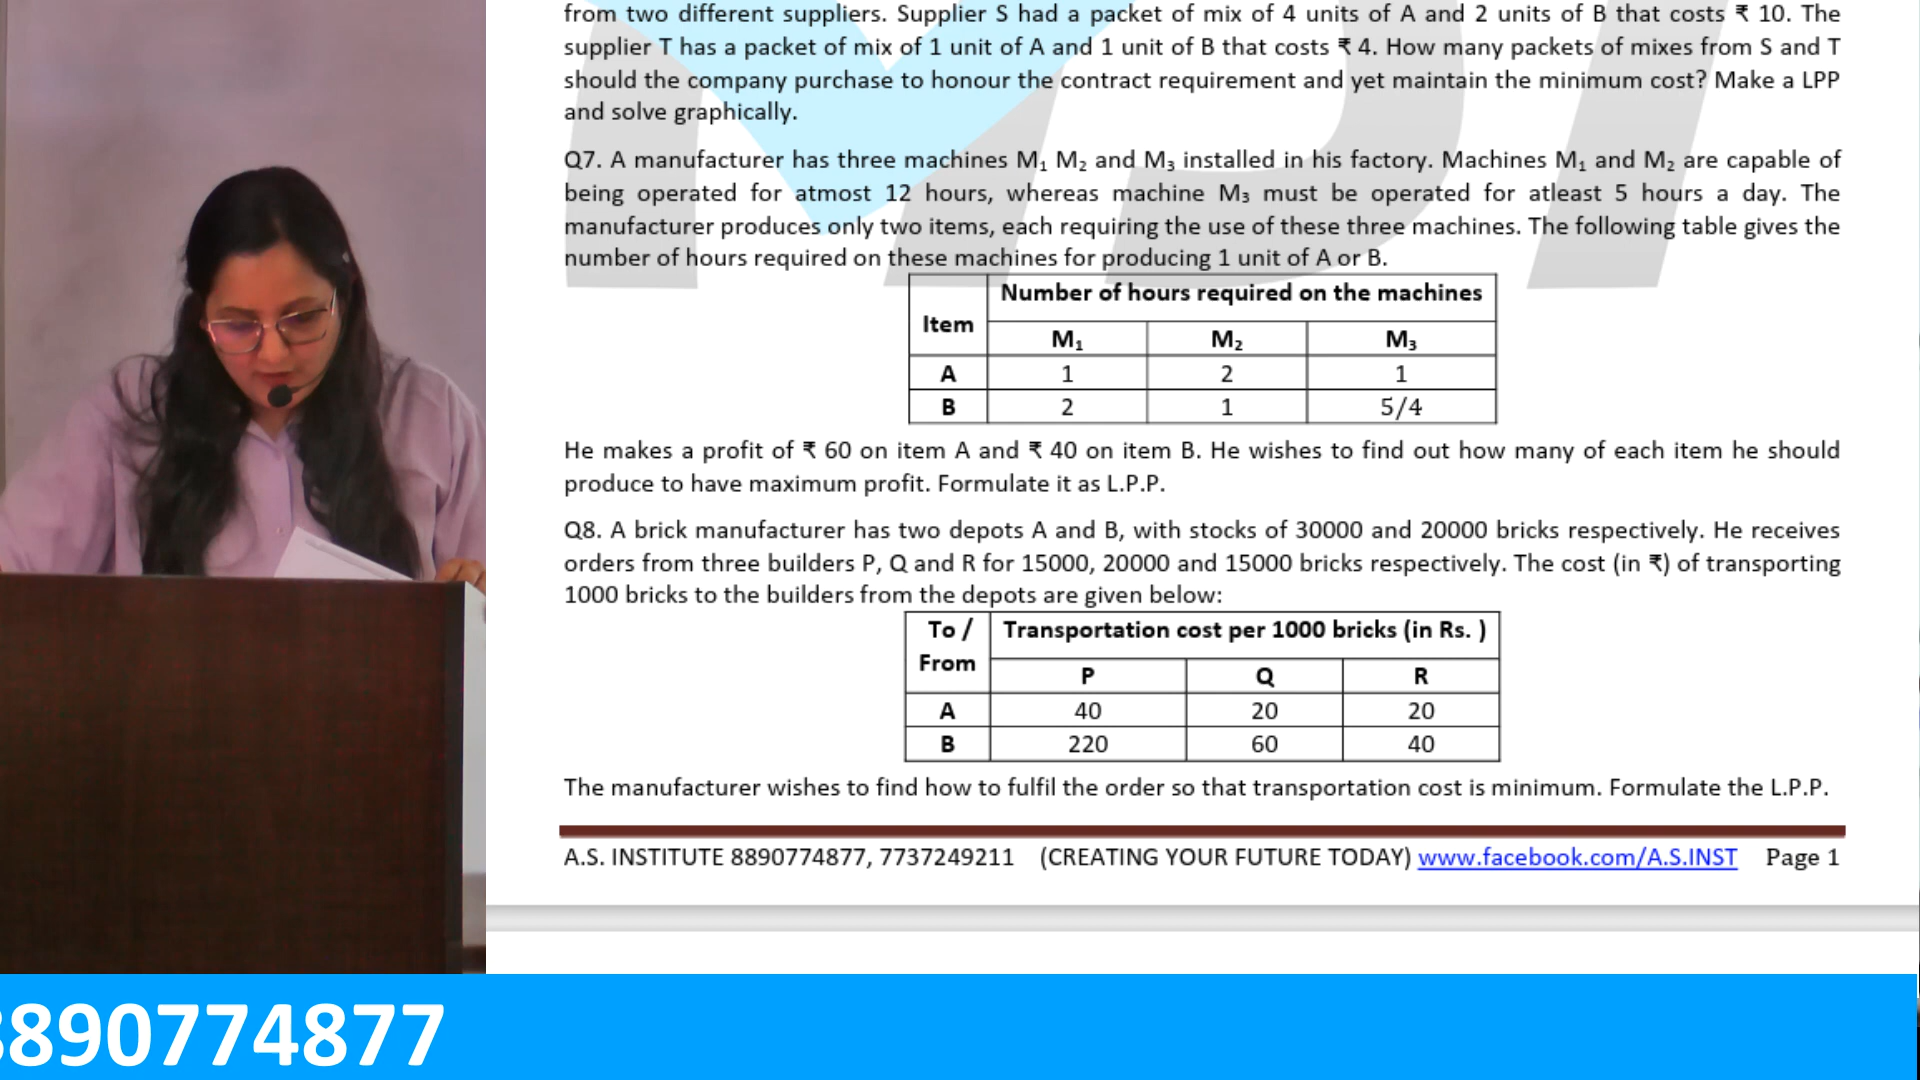 from two different suppliers. Supplier S had a packet of mix of 4 units of A and 2 units of B that costs ₹ 10. The
supplier T has a packet of mix of 1 unit of A and 1 unit of B that costs ₹ 4. How many packets of mixes from S and T
should the company purchase to honour the contract requirement and yet maintain the minimum cost? Make a LPP
and solve graphically.
Q7. A manufacturer has three machines M₁ M₂ and M₃ installed in his factory. Machines M₁ and M₂ are capable of
being operated for atmost 12 hours, whereas machine M₃ must be operated for atleast 5 hours a day. The
manufacturer produces only two items, each requiring the use of these three machines. The following table gives the
number of hours required on these machines for producing 1 unit of A or B.
Item Number of hours required on the machines
M₁ M₂ M₃
A 1 2 1
B 2 1 5/4
He makes a profit of ₹ 60 on item A and ₹ 40 on item B. He wishes to find out how many of each item he should
produce to have maximum profit. Formulate it as L.P.P.
Q8. A brick manufacturer has two depots A and B, with stocks of 30000 and 20000 bricks respectively. He receives
orders from three builders P, Q and R for 15000, 20000 and 15000 bricks respectively. The cost (in ₹) of transporting
1000 bricks to the builders from the depots are given below:
To / Transportation cost per 1000 bricks (in Rs. )
From P Q R
A 40 20 20
B 220 60 40
The manufacturer wishes to find how to fulfil the order so that transportation cost is minimum. Formulate the L.P.P.
A.S. INSTITUTE 8890774877, 7737249211 (CREATING YOUR FUTURE TODAY) www.facebook.com/A.S.INST Page 1
8890774877